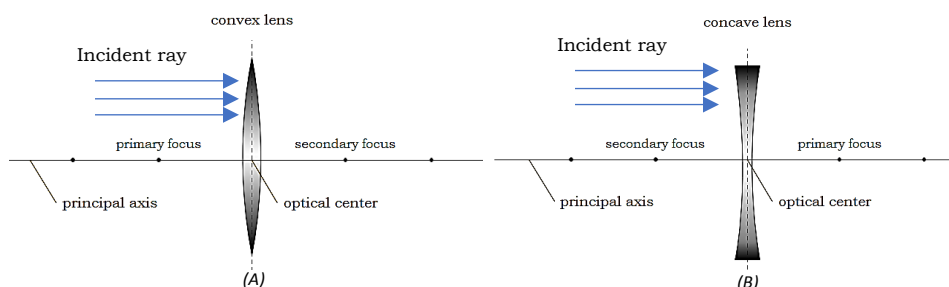 convex lens
Incident ray
primary focus
secondary focus
principal axis
optical center
(A)
concave lens
Incident ray
secondary focus
primary focus
principal axis
optical center
(B)